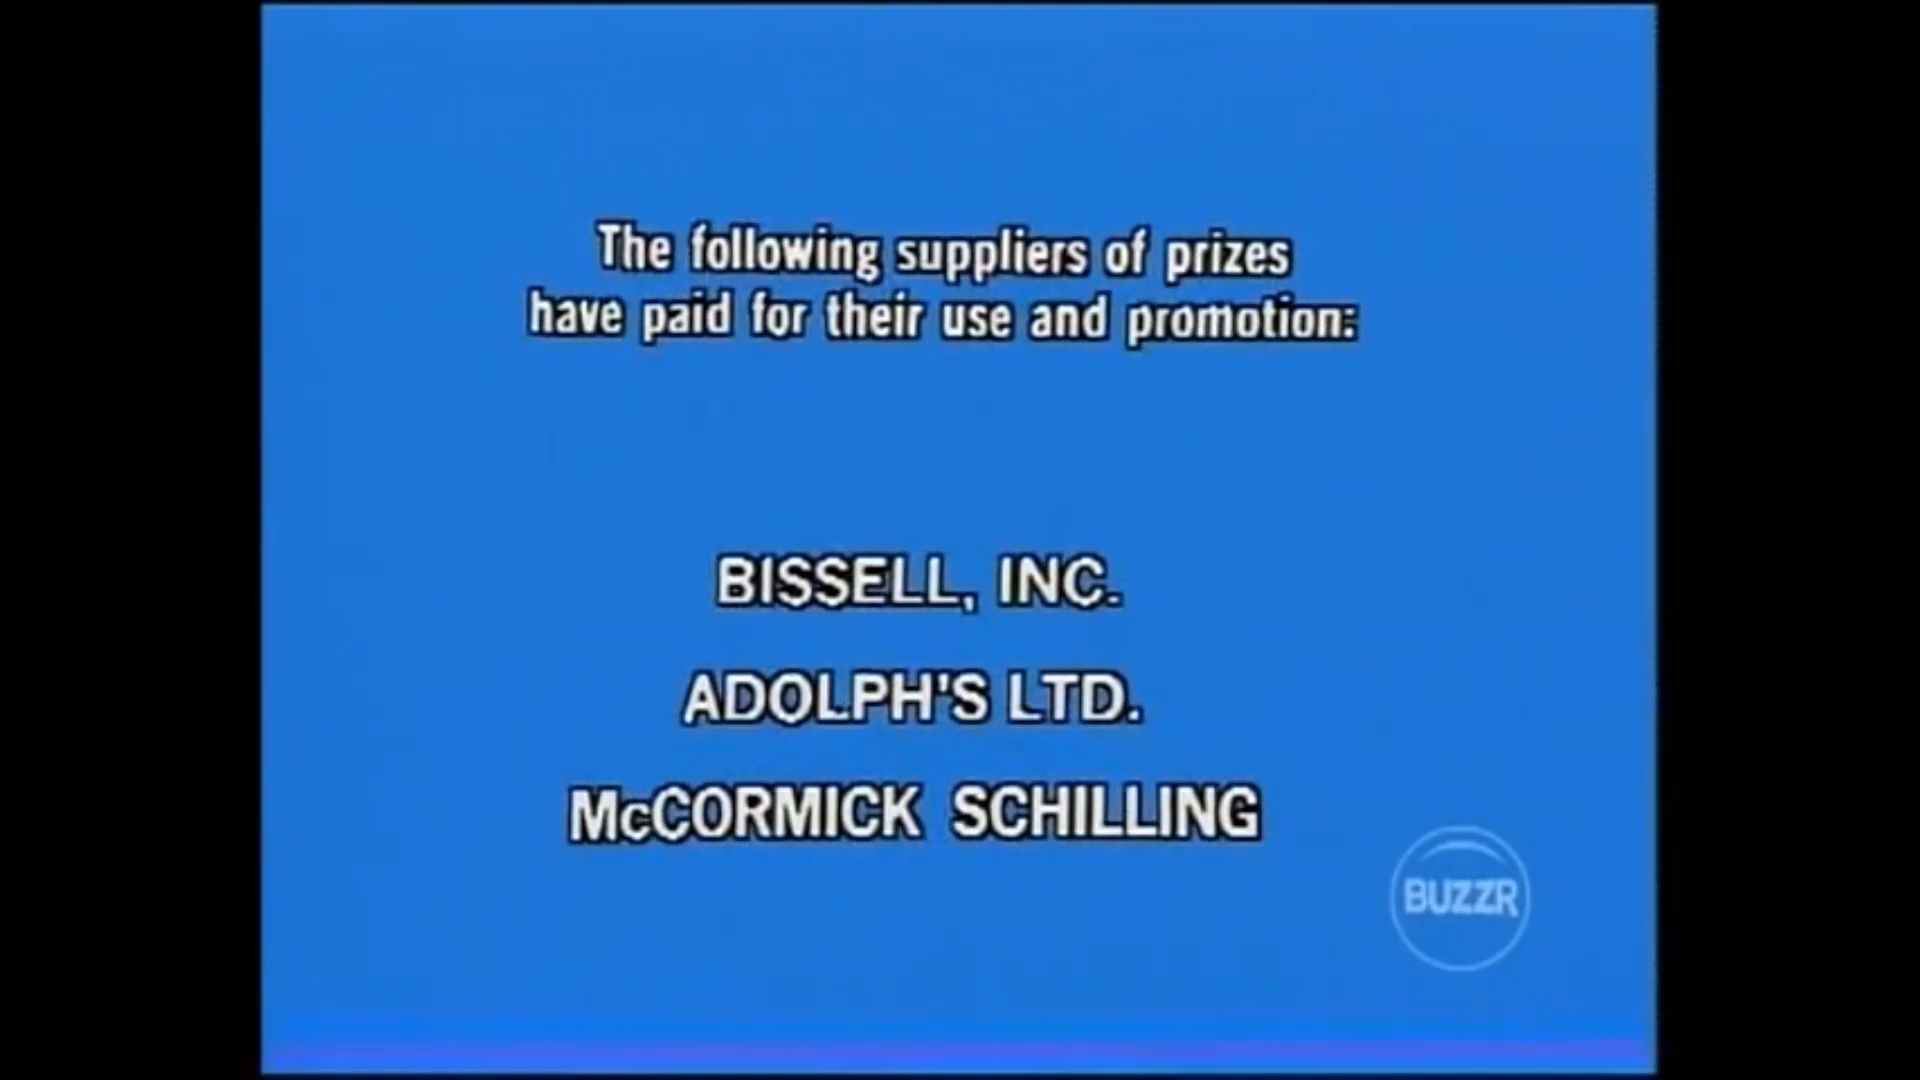 The following suppliers of prizes
have paid for their use and promotion:
BISSELL, INC.
ADOLPH'S LTD.
McCORMICK SCHILLING
BUZZR